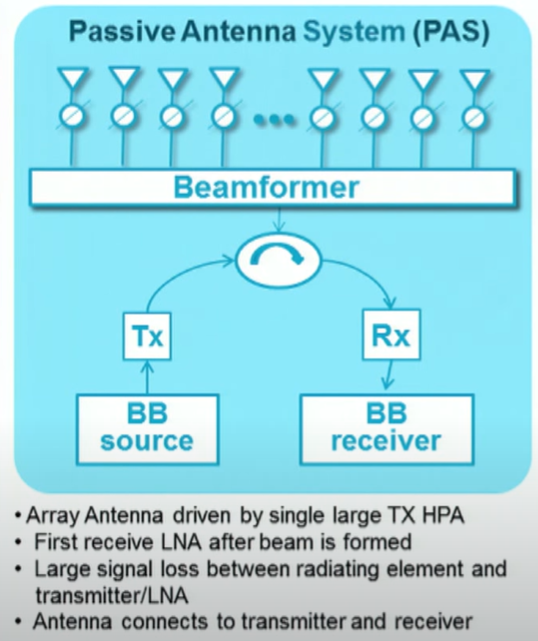 Passive Antenna System (PAS)
Beamformer
Tx
Rx
BB
source
BB
receiver
• Array Antenna driven by single large TX HPA
• First receive LNA after beam is formed
• Large signal loss between radiating element and
transmitter/LNA
• Antenna connects to transmitter and receiver